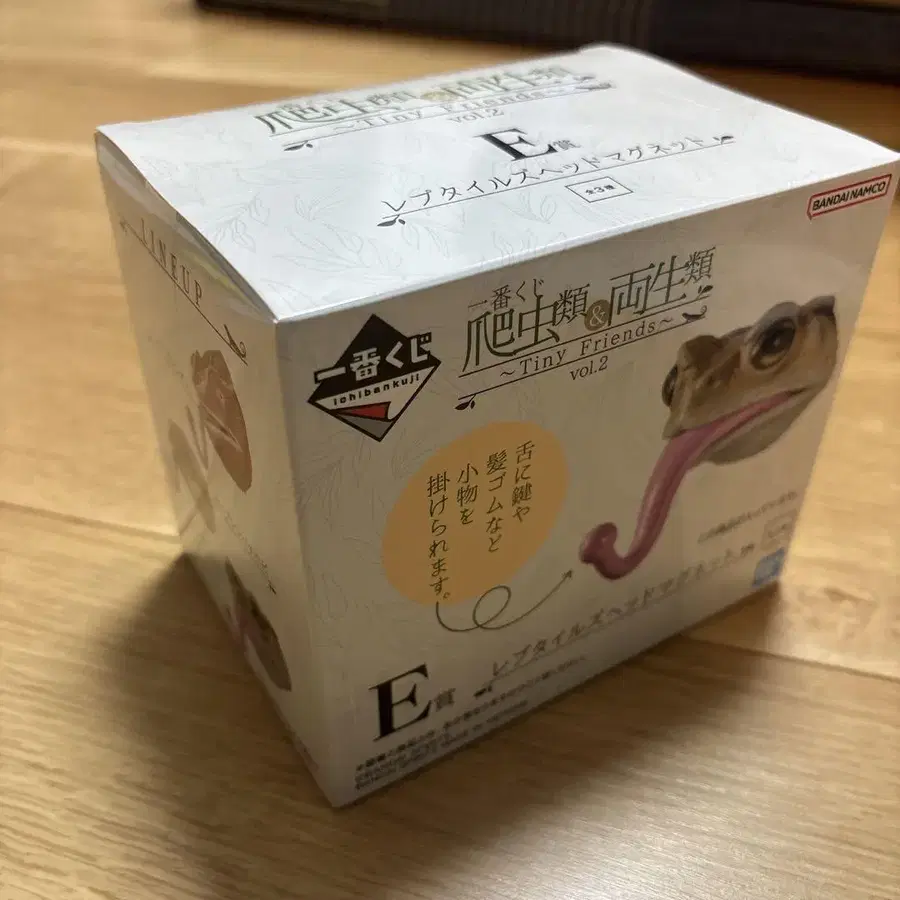 爬虫類&両生類
～Tiny Friends～
vol.2
E賞
レプタイルズヘッドマグネット
全3種
BANDAI NAMCO
LINEUP
一番くじ
ichibankuji
一番くじ
爬虫類&両生類
～Tiny Friends～
vol.2
舌に鍵や
髪ゴムなど
小物を
掛けられます。
E賞
レプタイルズヘッドマグネット